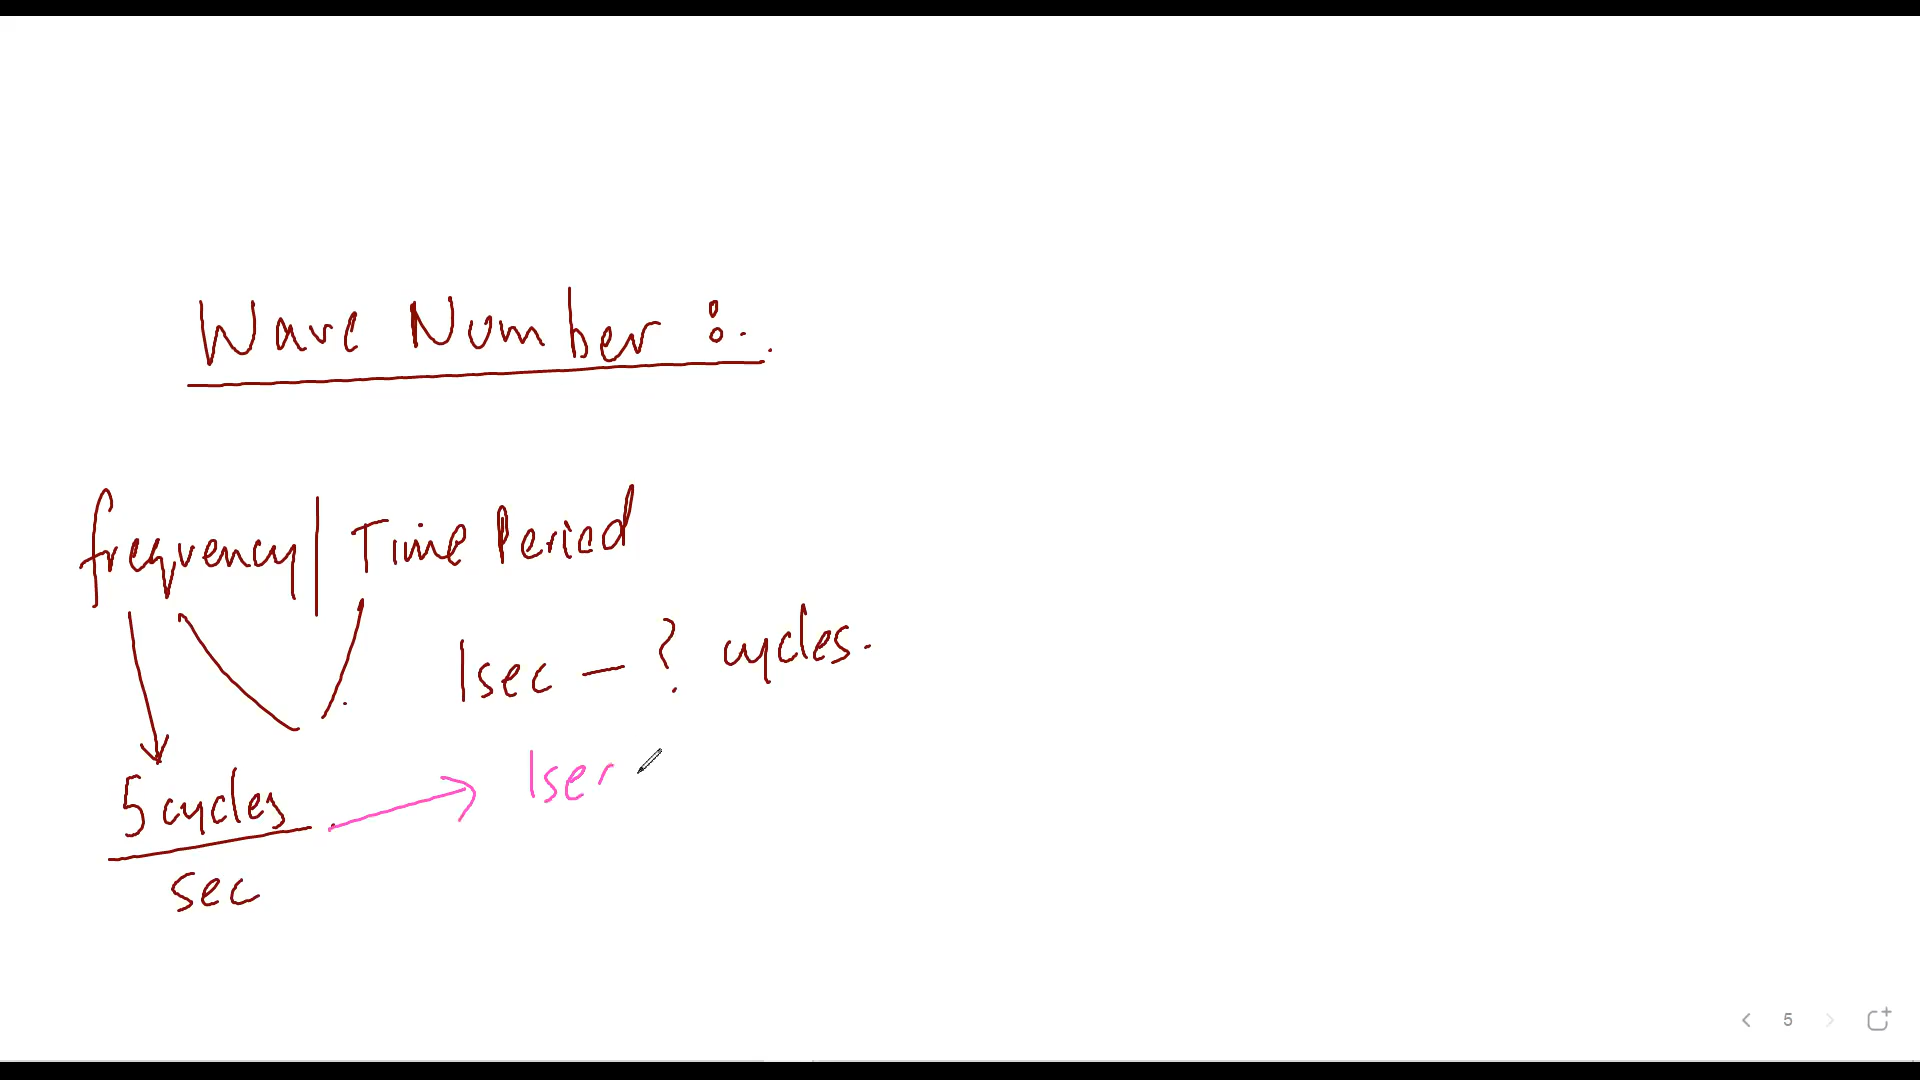 Wave Number :.
frequency | Time Period
1sec – ? cycles.
5 cycles
1sec
sec
5